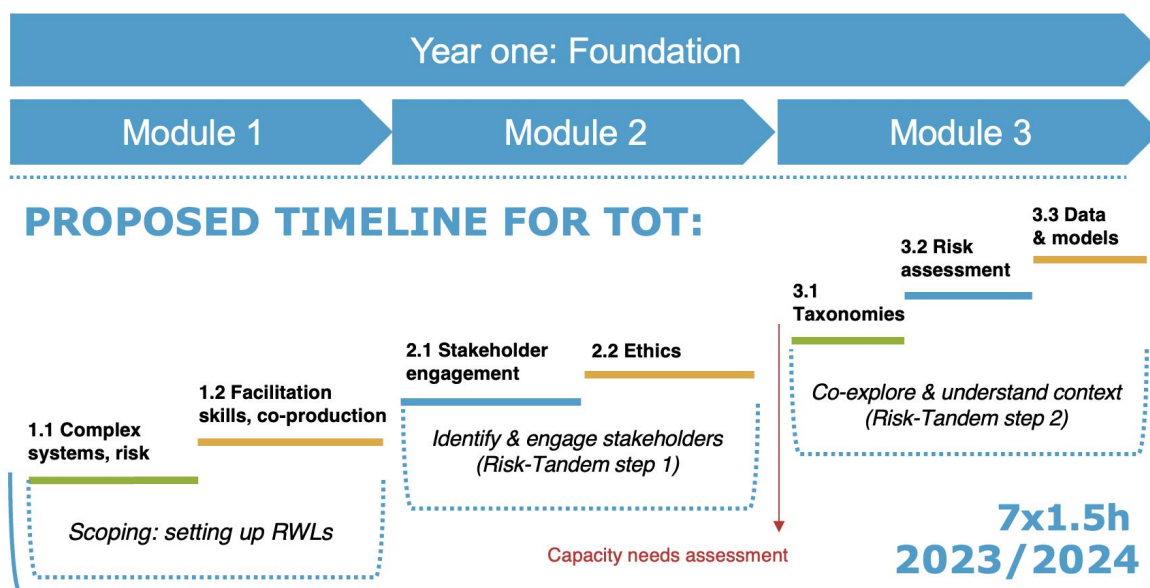 Year one: Foundation
Module 1
Module 2
Module 3
PROPOSED TIMELINE FOR TOT:
1.1 Complex
systems, risk
1.2 Facilitation
skills, co-production
Scoping: setting up RWLs
2.1 Stakeholder
engagement
2.2 Ethics
Identify & engage stakeholders
(Risk-Tandem step 1)
Capacity needs assessment
3.1
Taxonomies
3.2 Risk
assessment
3.3 Data
& models
Co-explore & understand context
(Risk-Tandem step 2)
7x1.5h
2023/2024